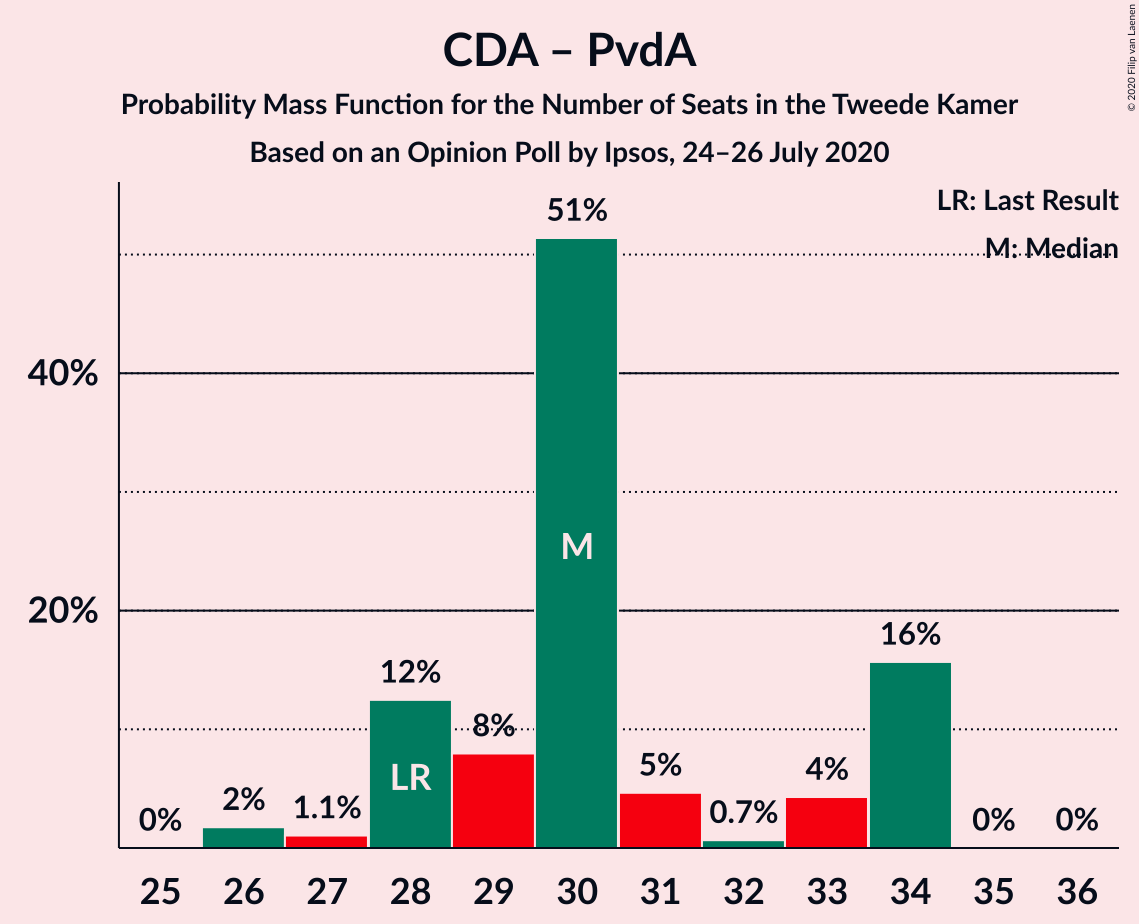 CDA – PvdA
Probability Mass Function for the Number of Seats in the Tweede Kamer
Based on an Opinion Poll by Ipsos, 24–26 July 2020
© 2020 Filip van Laenen
LR: Last Result
M: Median
40%
20%
0%
2%
1.1%
12%
8%
51%
5%
0.7%
4%
16%
0%
0%
LR
M
25 26 27 28 29 30 31 32 33 34 35 36